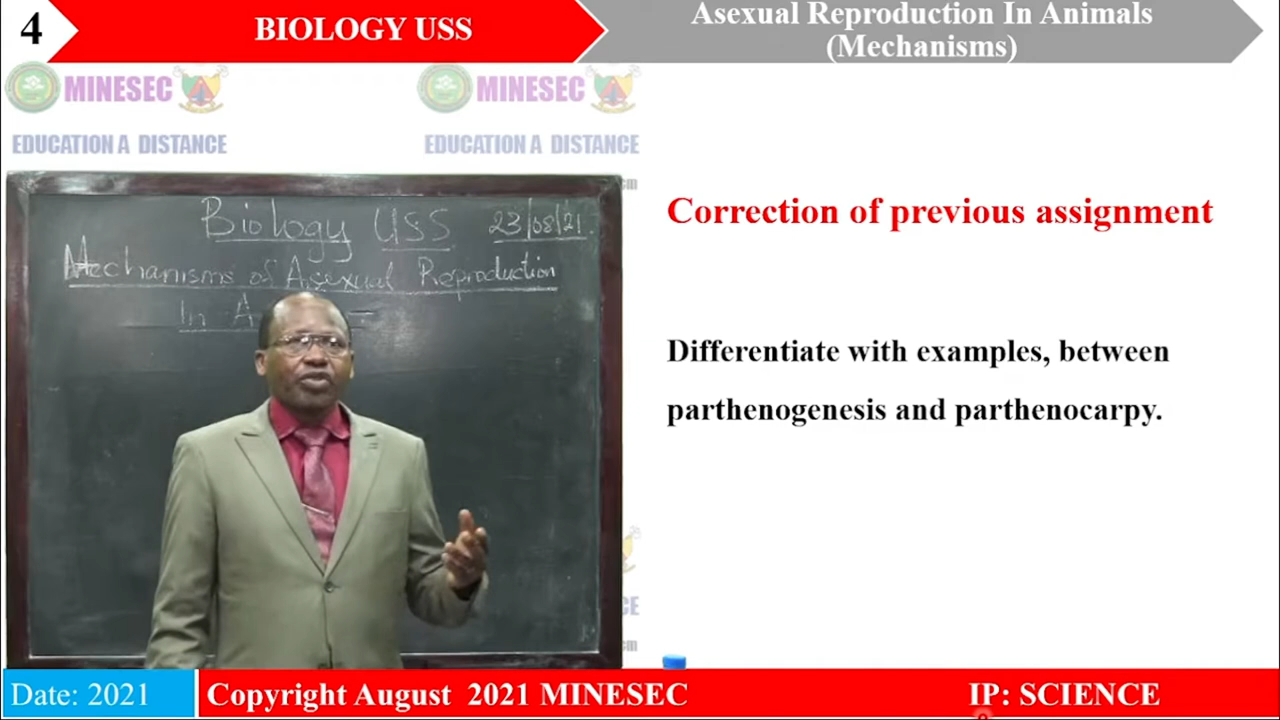 4
BIOLOGY USS
Asexual Reproduction In Animals
(Mechanisms)
MINESEC
MINESEC
EDUCATION A DISTANCE
EDUCATION A DISTANCE
Biology USS 23/08/21.
Mechanisms of Asexual Reproduction
In A
Correction of previous assignment
Differentiate with examples, between
parthenogenesis and parthenocarpy.
CE
Date: 2021
Copyright August 2021 MINESEC
IP: SCIENCE